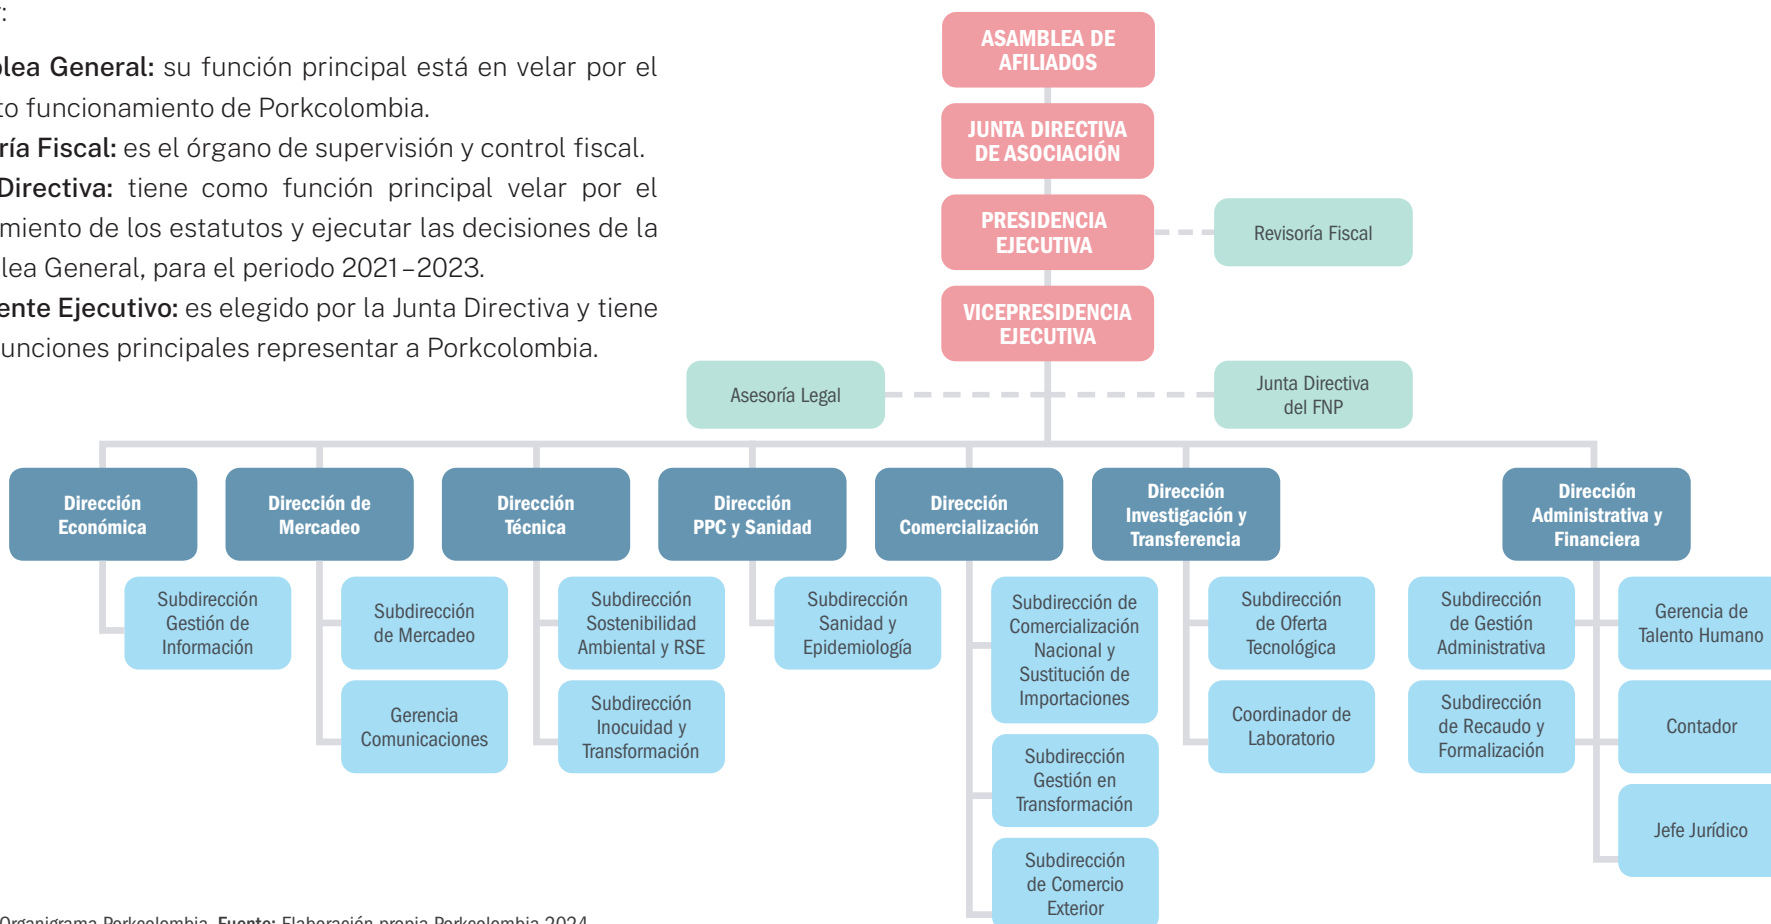 :
blea General: su función principal está en velar por el
to funcionamiento de Porkcolombia.
ría Fiscal: es el órgano de supervisión y control fiscal.
Directiva: tiene como función principal velar por el
miento de los estatutos y ejecutar las decisiones de la
lea General, para el periodo 2021–2023.
ente Ejecutivo: es elegido por la Junta Directiva y tiene
unciones principales representar a Porkcolombia.
ASAMBLEA DE
AFILIADOS
JUNTA DIRECTIVA
DE ASOCIACIÓN
PRESIDENCIA
EJECUTIVA
Revisoría Fiscal
VICEPRESIDENCIA
EJECUTIVA
Asesoría Legal
Junta Directiva
del FNP
Dirección
Económica
Dirección de
Mercadeo
Dirección
Técnica
Dirección
PPC y Sanidad
Dirección
Comercialización
Dirección
Investigación y
Transferencia
Dirección
Administrativa y
Financiera
Subdirección
Gestión de
Información
Subdirección
de Mercadeo
Gerencia
Comunicaciones
Subdirección
Sostenibilidad
Ambiental y RSE
Subdirección
Inocuidad y
Transformación
Subdirección
Sanidad y
Epidemiología
Subdirección de
Comercialización
Nacional y
Sustitución de
Importaciones
Subdirección
Gestión en
Transformación
Subdirección
de Comercio
Exterior
Subdirección
de Oferta
Tecnológica
Coordinador de
Laboratorio
Subdirección
de Gestión
Administrativa
Subdirección
de Recaudo y
Formalización
Gerencia de
Talento Humano
Contador
Jefe Jurídico
Organigrama Porkcolombia. Fuente: Elaboración propia Porkcolombia 2024